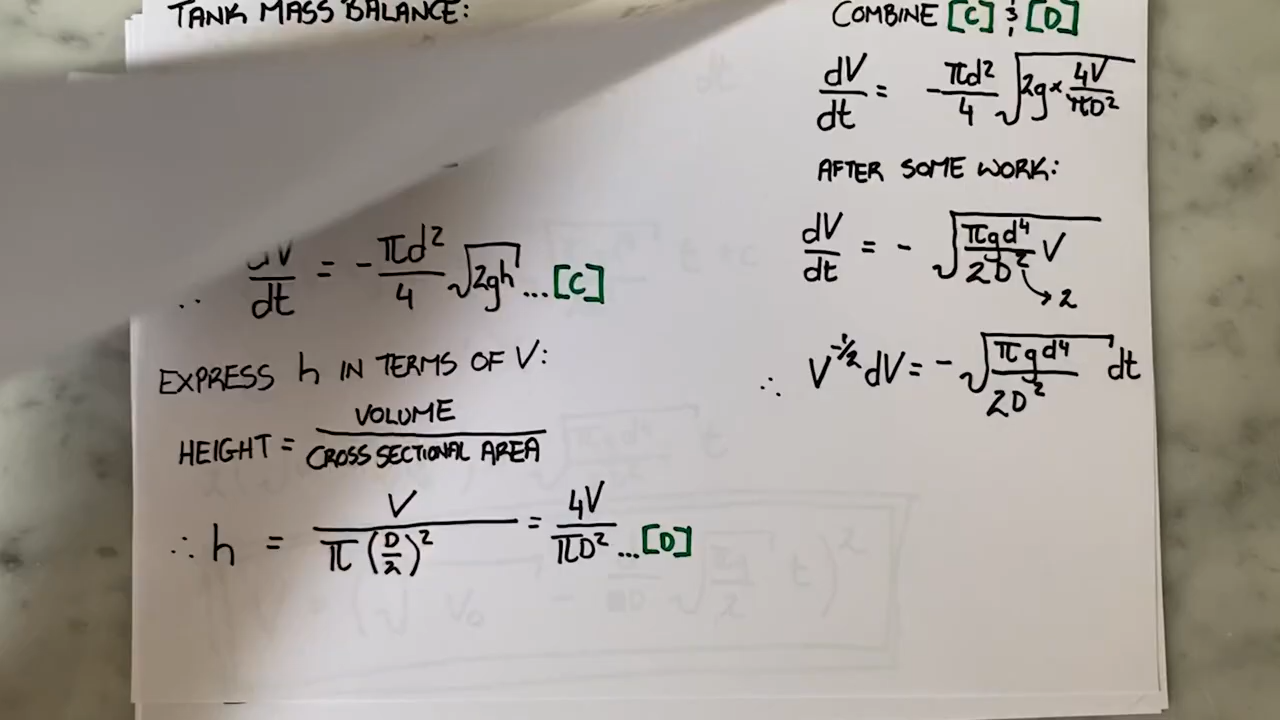 TANK MASS BALANCE:
∴ dV/dt = - πd²/4 √2gh ... [C]
EXPRESS h IN TERMS OF V:
HEIGHT = VOLUME / CROSS SECTIONAL AREA
∴ h = V / π(D/2)² = 4V/πD² ... [D]
COMBINE [C] & [D]
dV/dt = - πd²/4 √(2g × 4V/πD²)
AFTER SOME WORK:
dV/dt = - √(πgd⁴/2D² V)
→ 2
∴ V^(-1/2) dV = - √(πgd⁴/2D²) dt